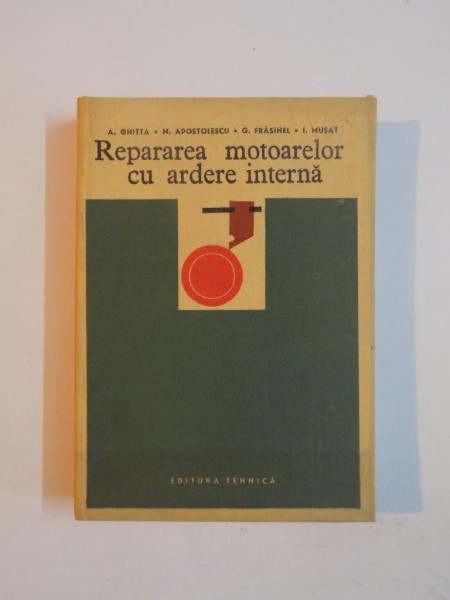 A. GHITTA • N. APOSTOLESCU • G. FRĂSINEL • I. MUȘAT
Repararea motoarelor
cu ardere internă
EDITURA TEHNICĂ